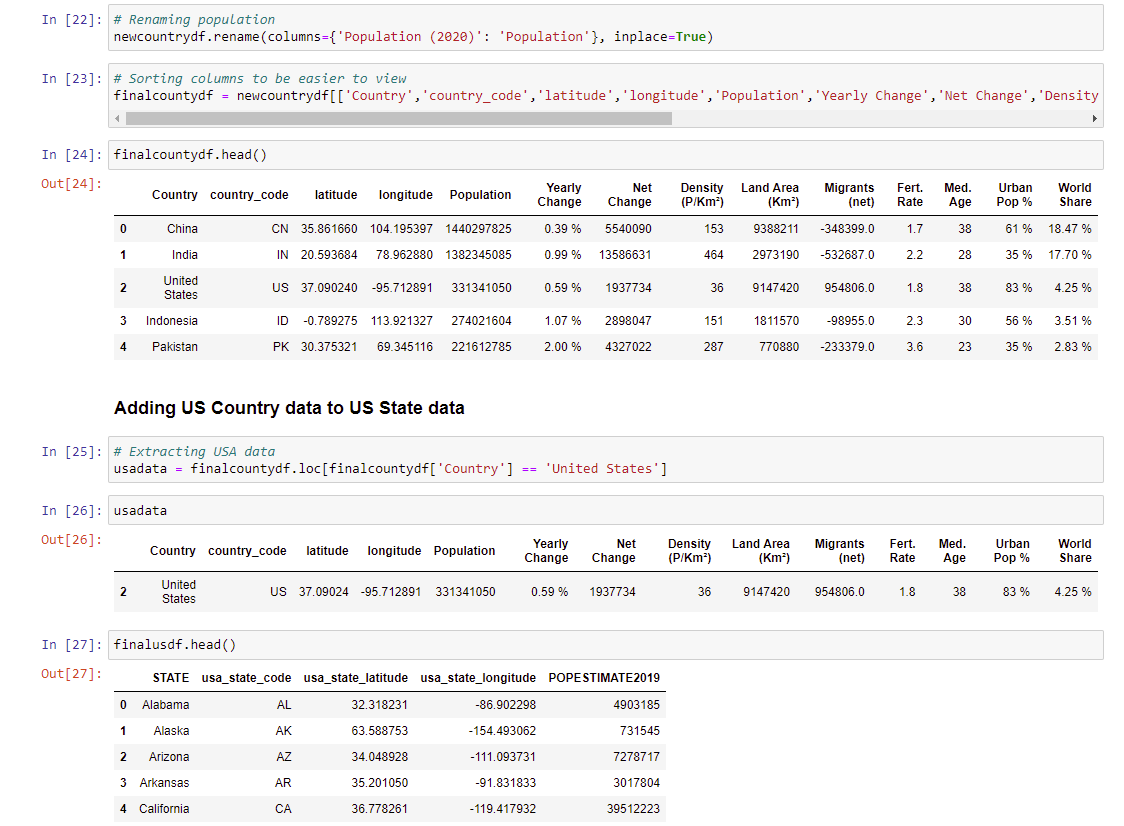 In [22]: # Renaming population
newcountrydf.rename(columns={'Population (2020)': 'Population'}, inplace=True)
In [23]: # Sorting columns to be easier to view
finalcountydf = newcountrydf[['Country','country_code','latitude','longitude','Population','Yearly Change','Net Change','Density
In [24]: finalcountydf.head()
Out[24]:
Country country_code latitude longitude Population Yearly Change Net Change Density (P/Km²) Land Area (Km²) Migrants (net) Fert. Rate Med. Age Urban Pop % World Share
0 China CN 35.861660 104.195397 1440297825 0.39 % 5540090 153 9388211 -348399.0 1.7 38 61 % 18.47 %
1 India IN 20.593684 78.962880 1382345085 0.99 % 13586631 464 2973190 -532687.0 2.2 28 35 % 17.70 %
2 United States US 37.090240 -95.712891 331341050 0.59 % 1937734 36 9147420 954806.0 1.8 38 83 % 4.25 %
3 Indonesia ID -0.789275 113.921327 274021604 1.07 % 2898047 151 1811570 -98955.0 2.3 30 56 % 3.51 %
4 Pakistan PK 30.375321 69.345116 221612785 2.00 % 4327022 287 770880 -233379.0 3.6 23 35 % 2.83 %
Adding US Country data to US State data
In [25]: # Extracting USA data
usadata = finalcountydf.loc[finalcountydf['Country'] == 'United States']
In [26]: usadata
Out[26]:
Country country_code latitude longitude Population Yearly Change Net Change Density (P/Km²) Land Area (Km²) Migrants (net) Fert. Rate Med. Age Urban Pop % World Share
2 United States US 37.09024 -95.712891 331341050 0.59 % 1937734 36 9147420 954806.0 1.8 38 83 % 4.25 %
In [27]: finalusdf.head()
Out[27]:
STATE usa_state_code usa_state_latitude usa_state_longitude POPESTIMATE2019
0 Alabama AL 32.318231 -86.902298 4903185
1 Alaska AK 63.588753 -154.493062 731545
2 Arizona AZ 34.048928 -111.093731 7278717
3 Arkansas AR 35.201050 -91.831833 3017804
4 California CA 36.778261 -119.417932 39512223